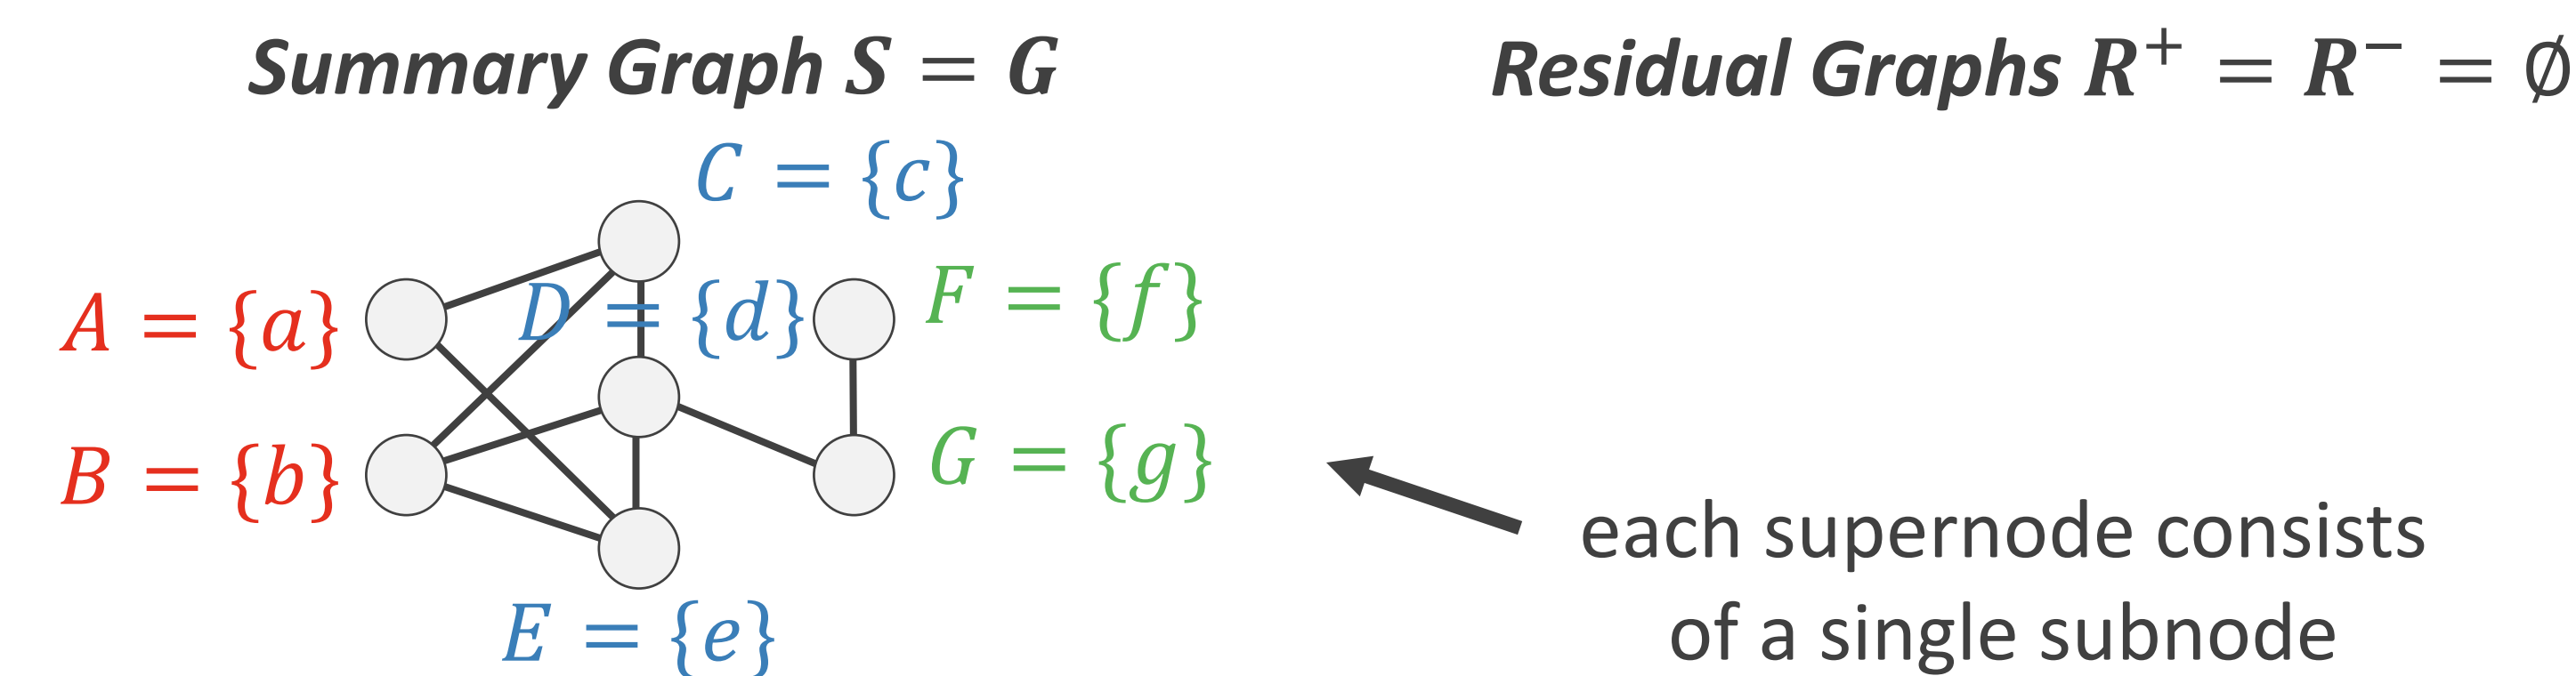 Summary Graph S = G
Residual Graphs R⁺ = R⁻ = ∅
C = {c}
A = {a}
D = {d}
F = {f}
B = {b}
G = {g}
E = {e}
each supernode consists
of a single subnode